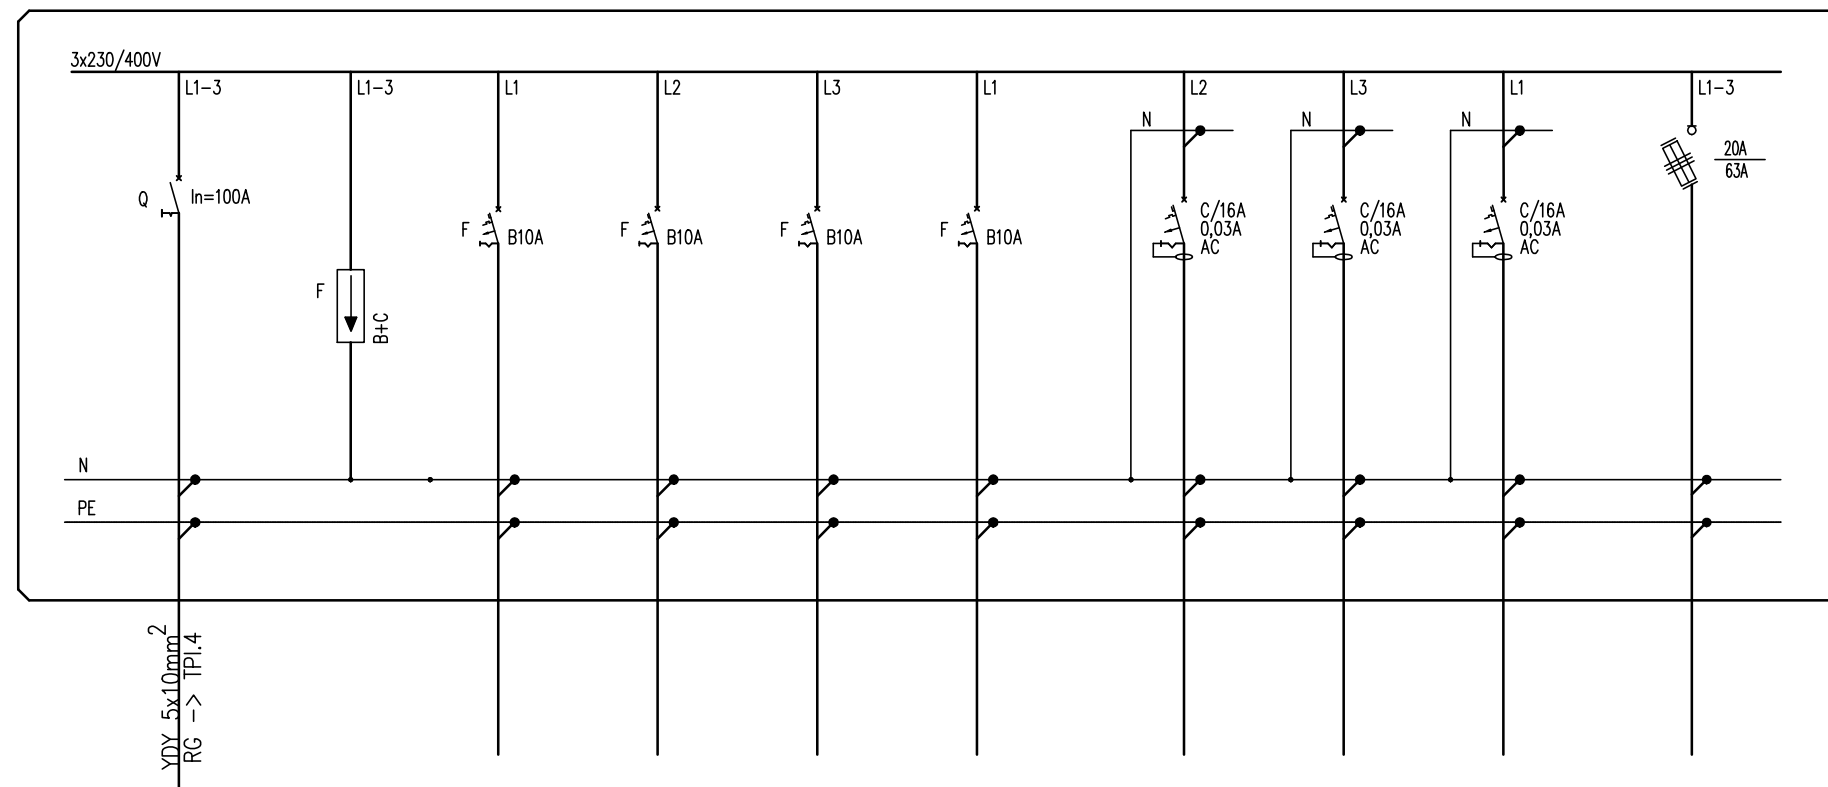 3x230/400V
L1-3
L1-3
L1
L2
L3
L1
L2
L3
L1
L1-3
N
N
N
20A
63A
Q
In=100A
F
B10A
F
B10A
F
B10A
F
B10A
C/16A
0,03A
AC
C/16A
0,03A
AC
C/16A
0,03A
AC
F
B+C
N
PE
YDY 5x10mm2
RG -> TPI.4